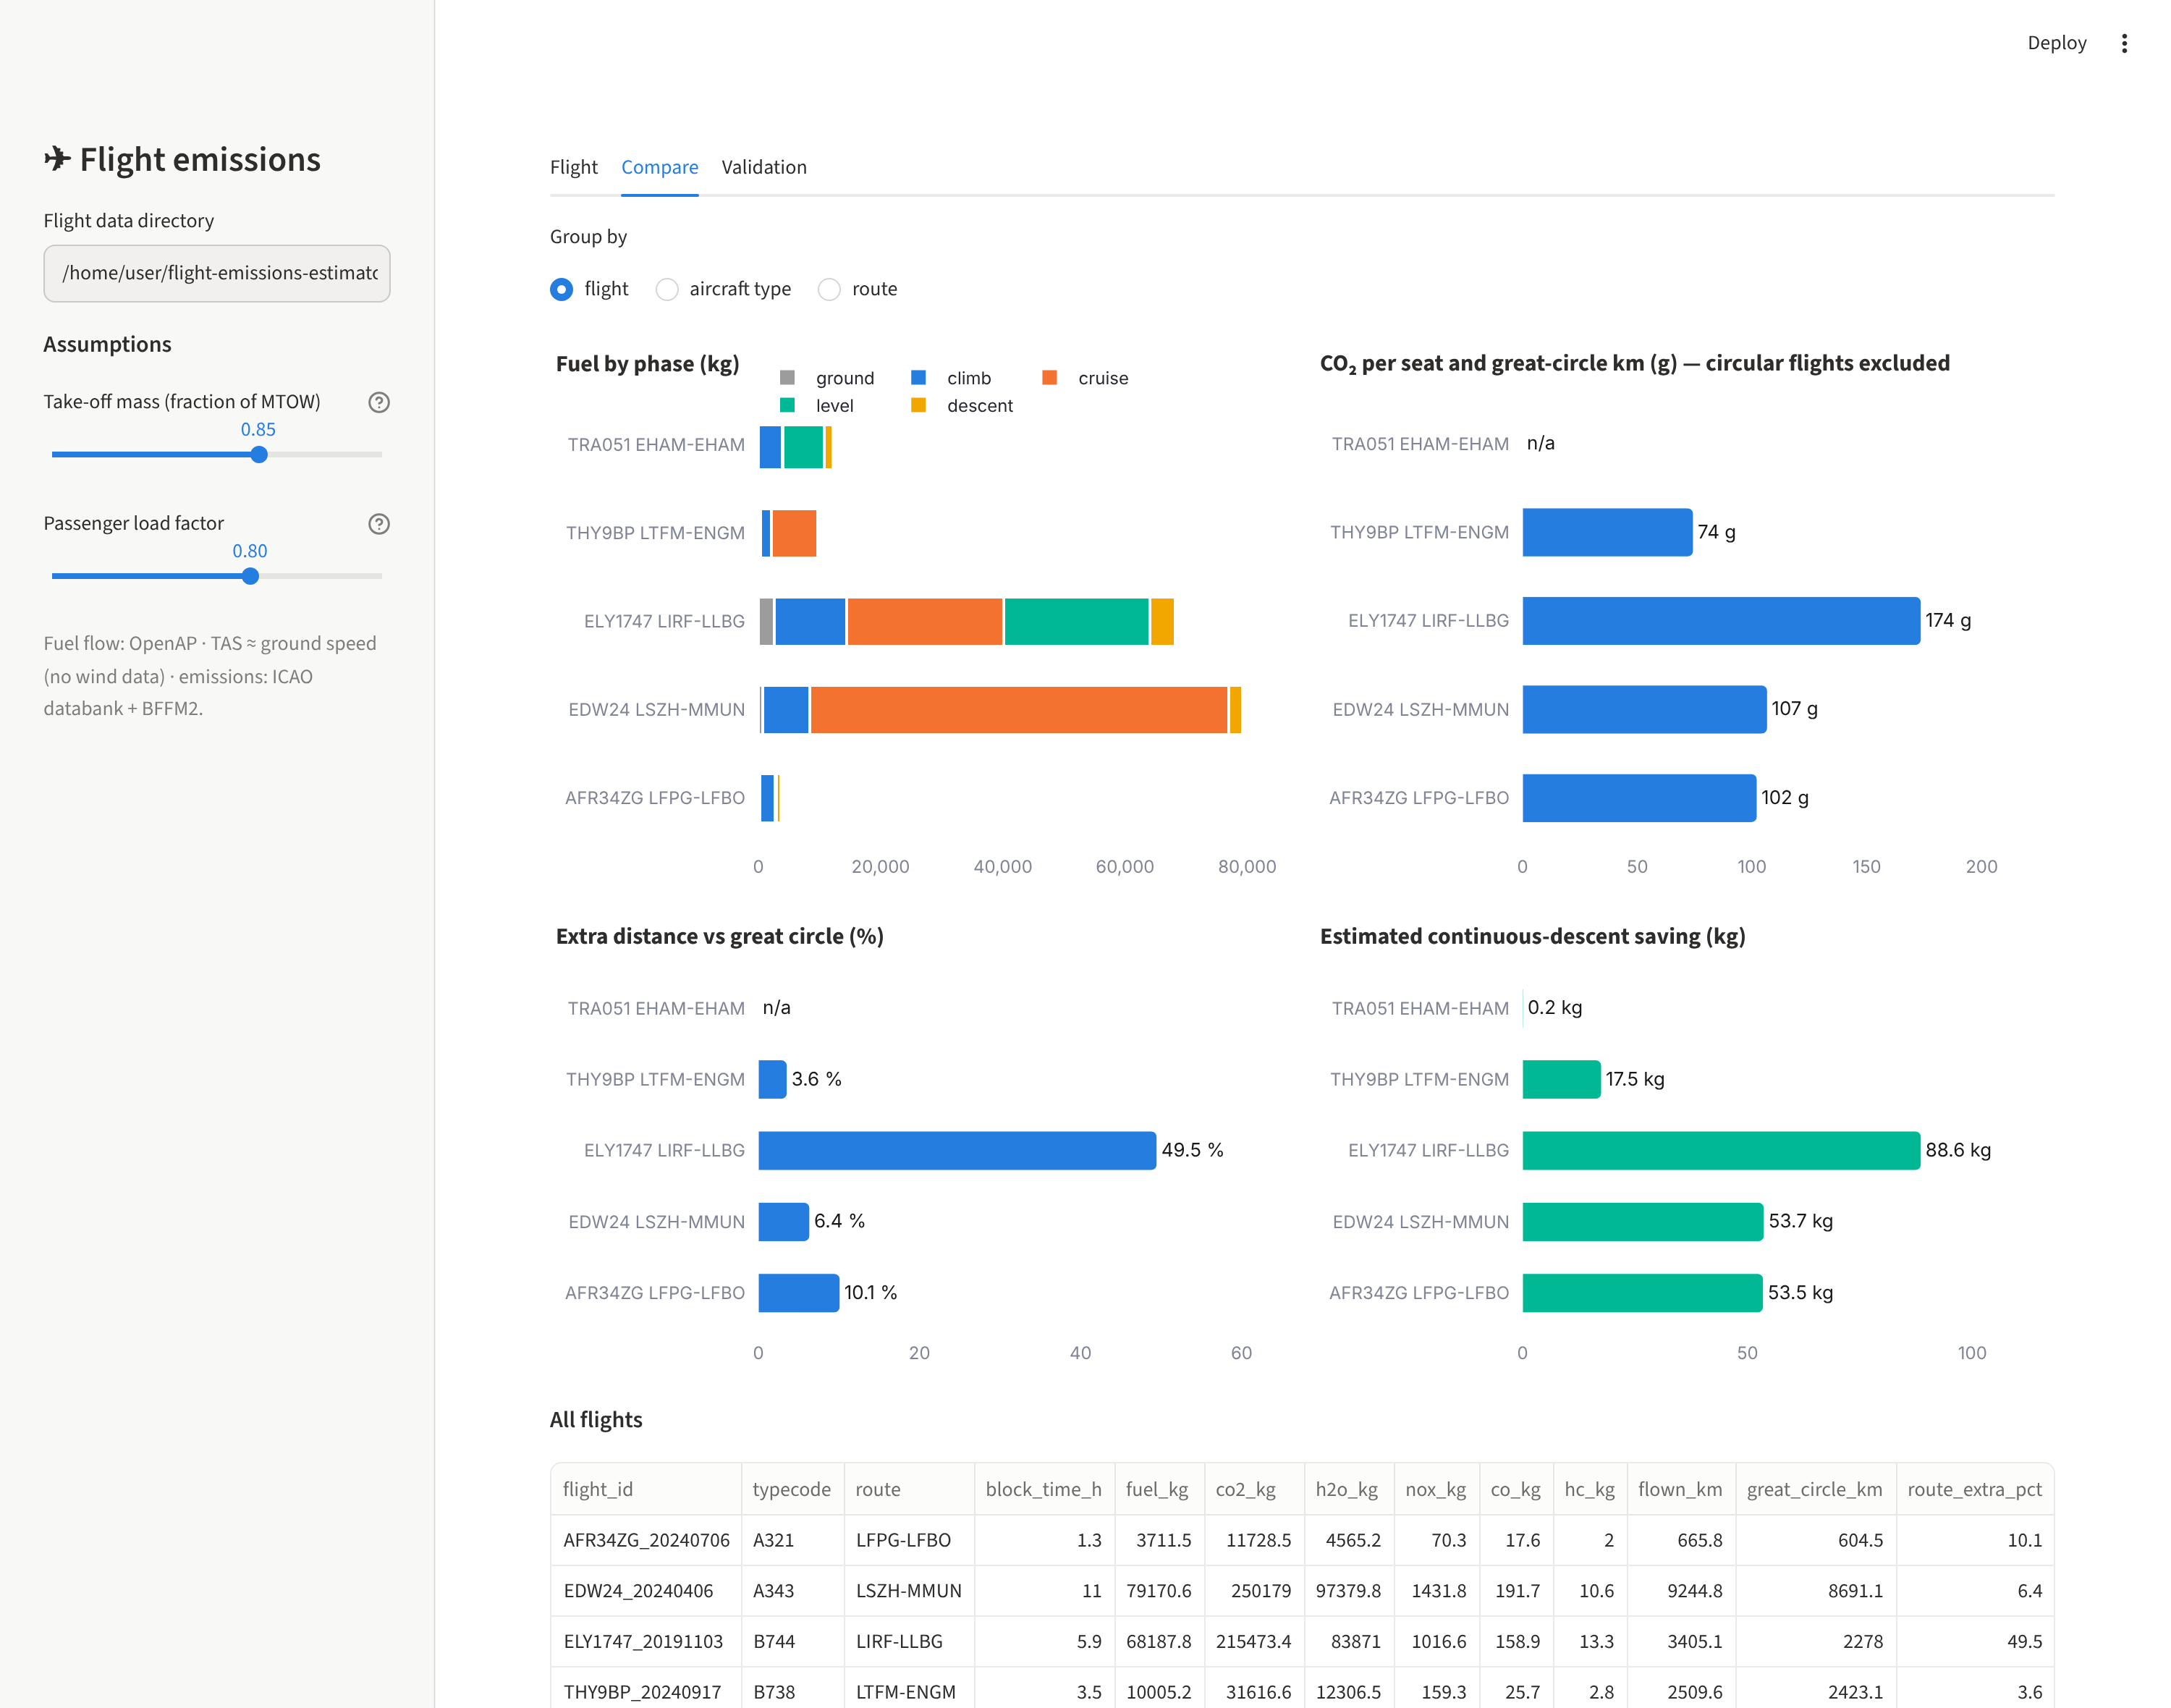 Deploy
✈ Flight emissions
Flight data directory
/home/user/flight-emissions-estimatc
Assumptions
Take-off mass (fraction of MTOW)
0.85
Passenger load factor
0.80
Fuel flow: OpenAP · TAS ≈ ground speed
(no wind data) · emissions: ICAO
databank + BFFM2.
Flight Compare Validation
Group by
flight aircraft type route
Fuel by phase (kg)
ground climb cruise
level descent
TRA051 EHAM-EHAM
THY9BP LTFM-ENGM
ELY1747 LIRF-LLBG
EDW24 LSZH-MMUN
AFR34ZG LFPG-LFBO
0 20,000 40,000 60,000 80,000
CO₂ per seat and great-circle km (g) — circular flights excluded
TRA051 EHAM-EHAM n/a
THY9BP LTFM-ENGM 74 g
ELY1747 LIRF-LLBG 174 g
EDW24 LSZH-MMUN 107 g
AFR34ZG LFPG-LFBO 102 g
0 50 100 150 200
Extra distance vs great circle (%)
TRA051 EHAM-EHAM n/a
THY9BP LTFM-ENGM 3.6 %
ELY1747 LIRF-LLBG 49.5 %
EDW24 LSZH-MMUN 6.4 %
AFR34ZG LFPG-LFBO 10.1 %
0 20 40 60
Estimated continuous-descent saving (kg)
TRA051 EHAM-EHAM 0.2 kg
THY9BP LTFM-ENGM 17.5 kg
ELY1747 LIRF-LLBG 88.6 kg
EDW24 LSZH-MMUN 53.7 kg
AFR34ZG LFPG-LFBO 53.5 kg
0 50 100
All flights
flight_id typecode route block_time_h fuel_kg co2_kg h2o_kg nox_kg co_kg hc_kg flown_km great_circle_km route_extra_pct
AFR34ZG_20240706 A321 LFPG-LFBO 1.3 3711.5 11728.5 4565.2 70.3 17.6 2 665.8 604.5 10.1
EDW24_20240406 A343 LSZH-MMUN 11 79170.6 250179 97379.8 1431.8 191.7 10.6 9244.8 8691.1 6.4
ELY1747_20191103 B744 LIRF-LLBG 5.9 68187.8 215473.4 83871 1016.6 158.9 13.3 3405.1 2278 49.5
THY9BP_20240917 B738 LTFM-ENGM 3.5 10005.2 31616.6 12306.5 159.3 25.7 2.8 2509.6 2423.1 3.6